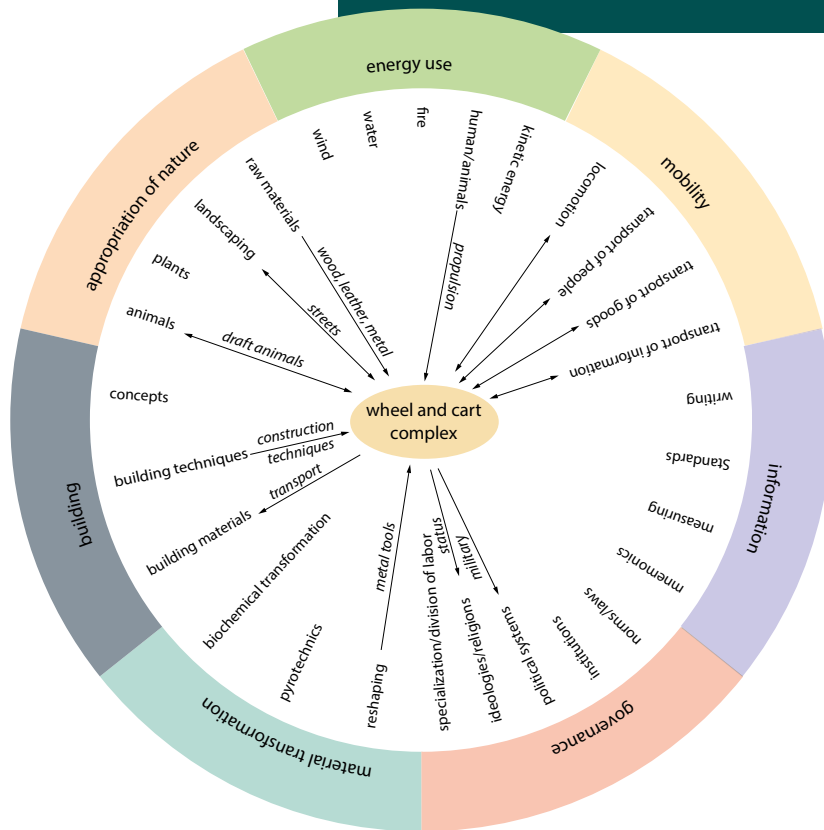 energy use
mobility
information
governance
material transformation
building
appropriation of nature
wind
water
fire
human/animals
kinetic energy
locomotion
transport of people
transport of goods
transport of information
writing
Standards
measuring
mnemonics
norms/laws
institutions
political systems
ideologies/religions
specialization/division of labor
reshaping
pyrotechnics
biochemical transformation
building materials
building techniques
concepts
animals
plants
landscaping
raw materials
wood, leather, metal
streets
draft animals
construction
techniques
transport
metal tools
status
military
propulsion
wheel and cart
complex